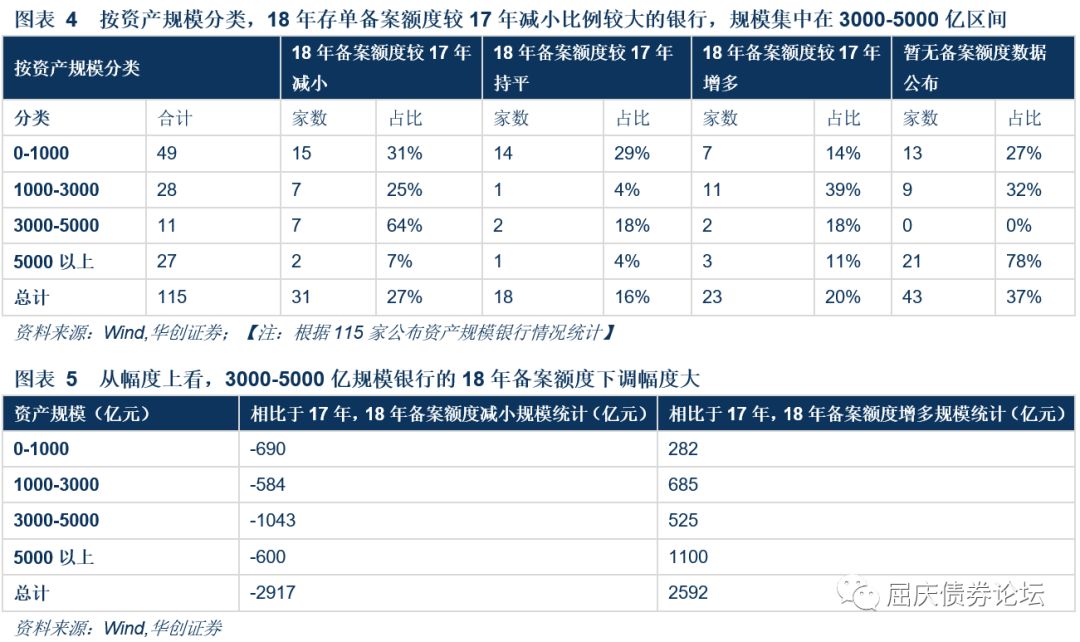 图表 4 按资产规模分类，18 年存单备案额度较 17 年减小比例较大的银行，规模集中在 3000-5000 亿区间
按资产规模分类 18 年备案额度较 17 年减小 18 年备案额度较 17 年持平 18 年备案额度较 17 年增多 暂无备案额度数据公布
分类 合计 家数 占比 家数 占比 家数 占比 家数 占比
0-1000 49 15 31% 14 29% 7 14% 13 27%
1000-3000 28 7 25% 1 4% 11 39% 9 32%
3000-5000 11 7 64% 2 18% 2 18% 0 0%
5000 以上 27 2 7% 1 4% 3 11% 21 78%
总计 115 31 27% 18 16% 23 20% 43 37%
资料来源：Wind,华创证券；【注：根据 115 家公布资产规模银行情况统计】
图表 5 从幅度上看，3000-5000 亿规模银行的 18 年备案额度下调幅度大
资产规模（亿元） 相比于 17 年，18 年备案额度减小规模统计（亿元） 相比于 17 年，18 年备案额度增多规模统计（亿元）
0-1000 -690 282
1000-3000 -584 685
3000-5000 -1043 525
5000 以上 -600 1100
总计 -2917 2592
屈庆债券论坛
资料来源：Wind,华创证券